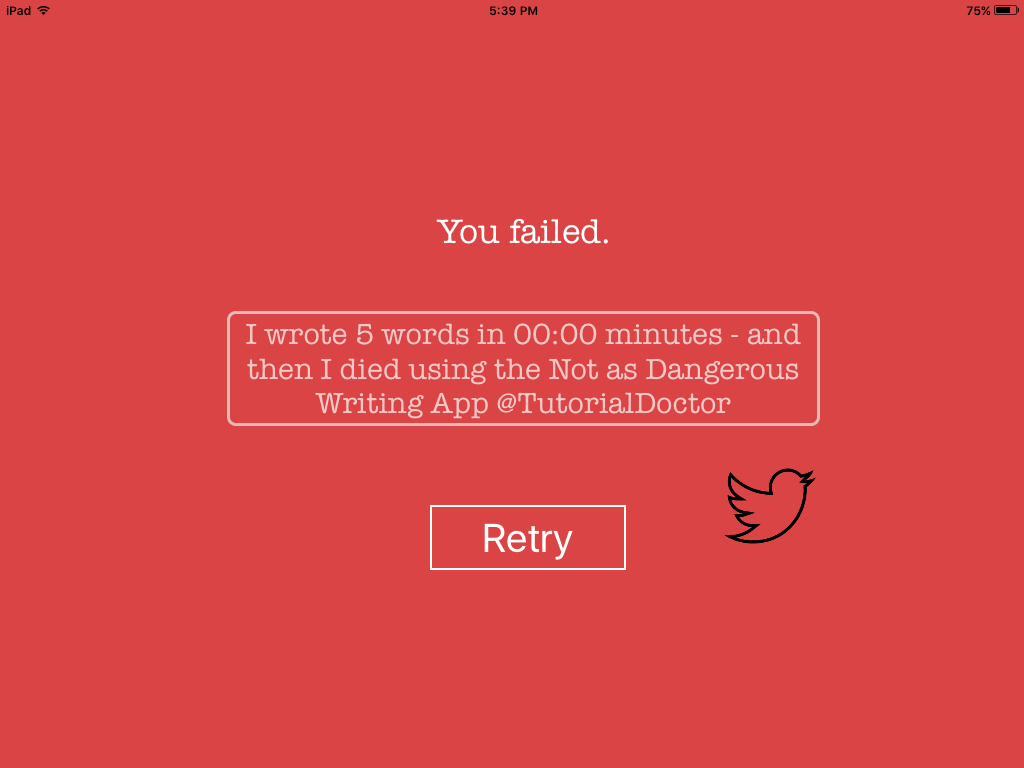 iPad 5:39 PM 75%
You failed.
I wrote 5 words in 00:00 minutes - and
then I died using the Not as Dangerous
Writing App @TutorialDoctor
Retry